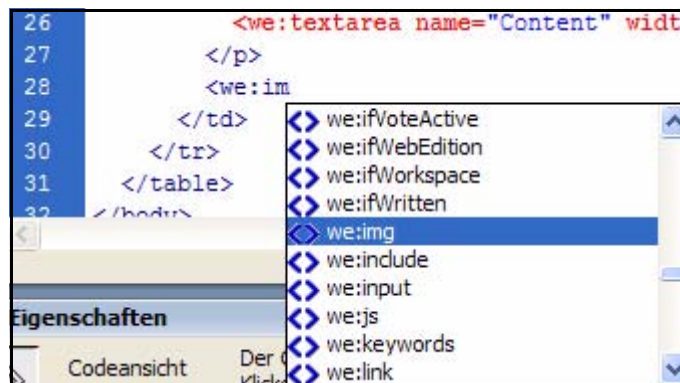 26 <we:textarea name="Content" widt
27 </p>
28 <we:im
29 </td>
30 </tr>
31 </table>
32 </body>
we:ifVoteActive
we:ifWebEdition
we:ifWorkspace
we:ifWritten
we:img
we:include
we:input
we:js
we:keywords
we:link
Eigenschaften
Codeansicht
Der